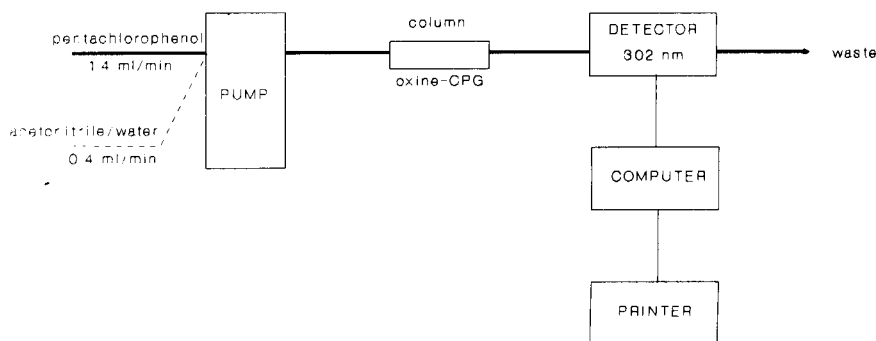 pentachlorophenol
1.4 ml/min
acetonitrile/water
0.4 ml/min
PUMP
column
oxine-CPG
DETECTOR
302 nm
waste
COMPUTER
PRINTER